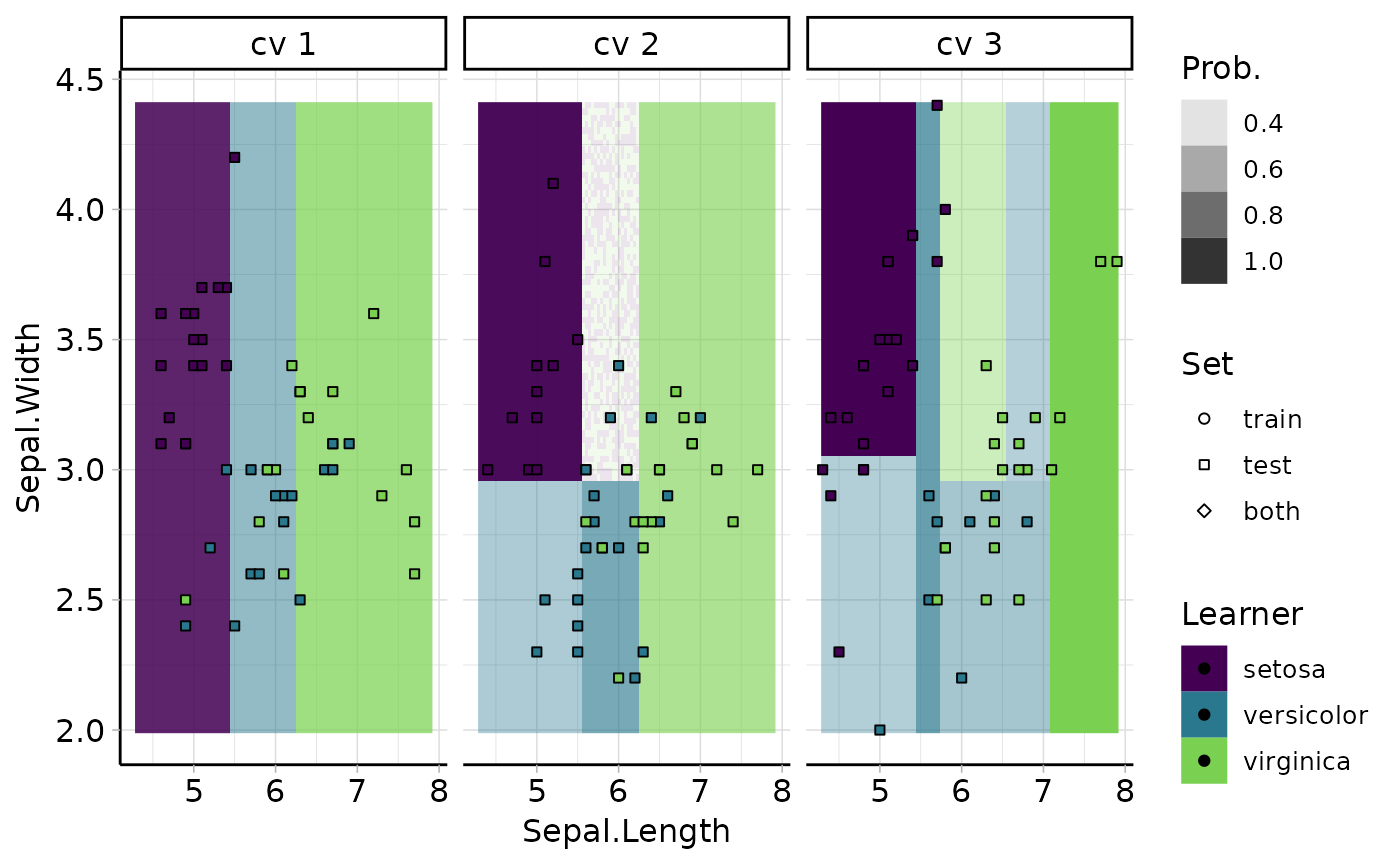 cv 1 cv 2 cv 3
4.5
4.0
3.5
3.0
2.5
2.0
Sepal.Width
5 6 7 8 5 6 7 8 5 6 7 8
Sepal.Length
Prob.
0.4
0.6
0.8
1.0
Set
train
test
both
Learner
setosa
versicolor
virginica